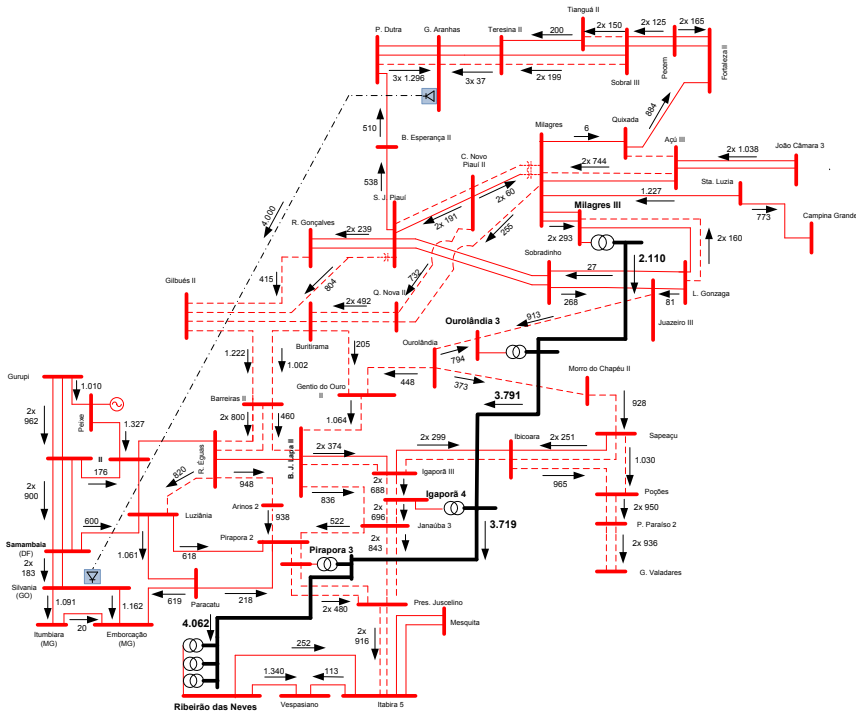 Tianguá II
P. Dutra
G. Aranhas
Teresina II
200
2x 150
2x 125
2x 165
3x 1.296
3x 37
2x 199
Sobral III
Pecem
Fortaleza II
510
B. Esperança II
538
4.000
Milagres
6
Quixada
884
Açú III
João Câmara 3
2x 1.038
C. Novo
Piauí II
2x 744
S. J. Piauí
2x 60
2x 191
255
1.227
Sta. Luzia
773
Campina Grande
Milagres III
R. Gonçalves
2x 239
2x 293
2x 160
Sobradinho
2.110
27
268
L. Gonzaga
81
Juazeiro III
415
804
732
Gilbués II
Q. Nova II
2x 492
Buritirama
913
Ourolândia 3
Ourolândia
794
373
448
205
1.222
1.002
Gentio do Ouro
II
Morro do Chapéu II
3.791
Gurupi
1.010
Peixe
2x
962
1.327
II
176
Barreiras II
2x 800
460
1.064
B. J. Lapa II
2x 374
2x 299
Ibicoara
2x 251
928
Sapeaçu
1.030
965
Poções
2x 950
P. Paraíso 2
2x 936
G. Valadares
R. Éguas
820
948
836
Igaporã III
2x
688
Igaporã 4
2x
696
Janaúba 3
3.719
2x
900
Luziânia
Arinos 2
938
522
2x
843
600
Samambaia
(DF)
2x
183
Silvania
(GO)
1.061
618
Pirapora 2
Pirapora 3
Paracatu
619
218
2x 480
Pres. Juscelino
Mesquita
1.091
1.162
20
Itumbiara
(MG)
Emborcação
(MG)
4.062
252
2x
916
1.340
113
Ribeirão das Neves
Vespasiano
Itabira 5